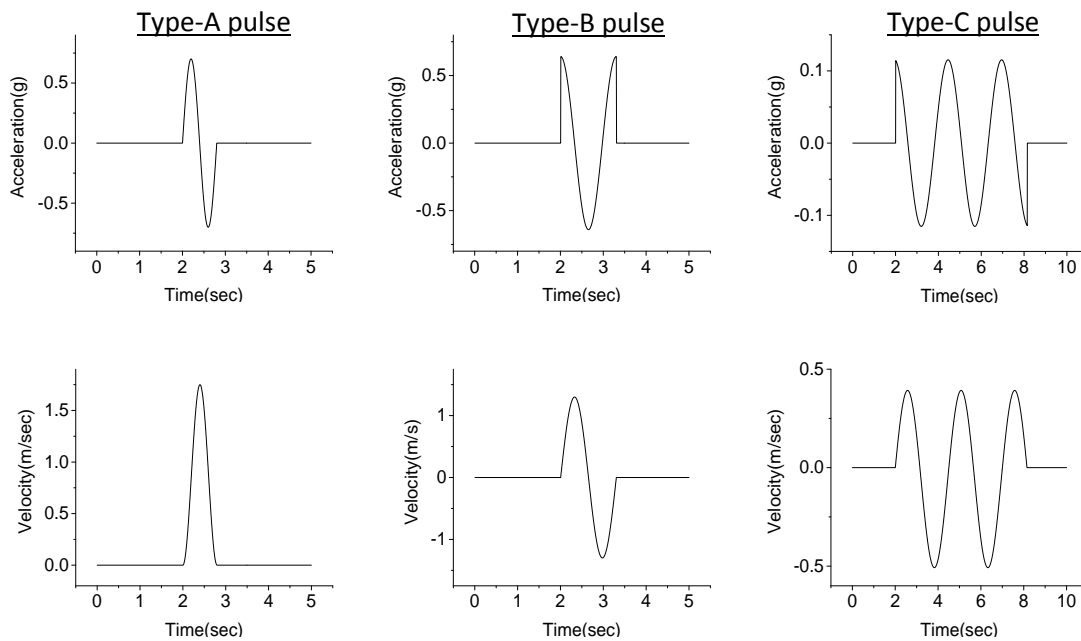 Type-A pulse
Type-B pulse
Type-C pulse
Acceleration(g)
0.5
0.0
-0.5
0 1 2 3 4 5
Time(sec)
Acceleration(g)
0.5
0.0
-0.5
0 1 2 3 4 5
Time(sec)
Acceleration(g)
0.1
0.0
-0.1
0 2 4 6 8 10
Time(sec)
Velocity(m/sec)
1.5
1.0
0.5
0.0
0 1 2 3 4 5
Time(sec)
Velocity(m/s)
1
0
-1
0 1 2 3 4 5
Time(sec)
Velocity(m/sec)
0.5
0.0
-0.5
0 2 4 6 8 10
Time(sec)